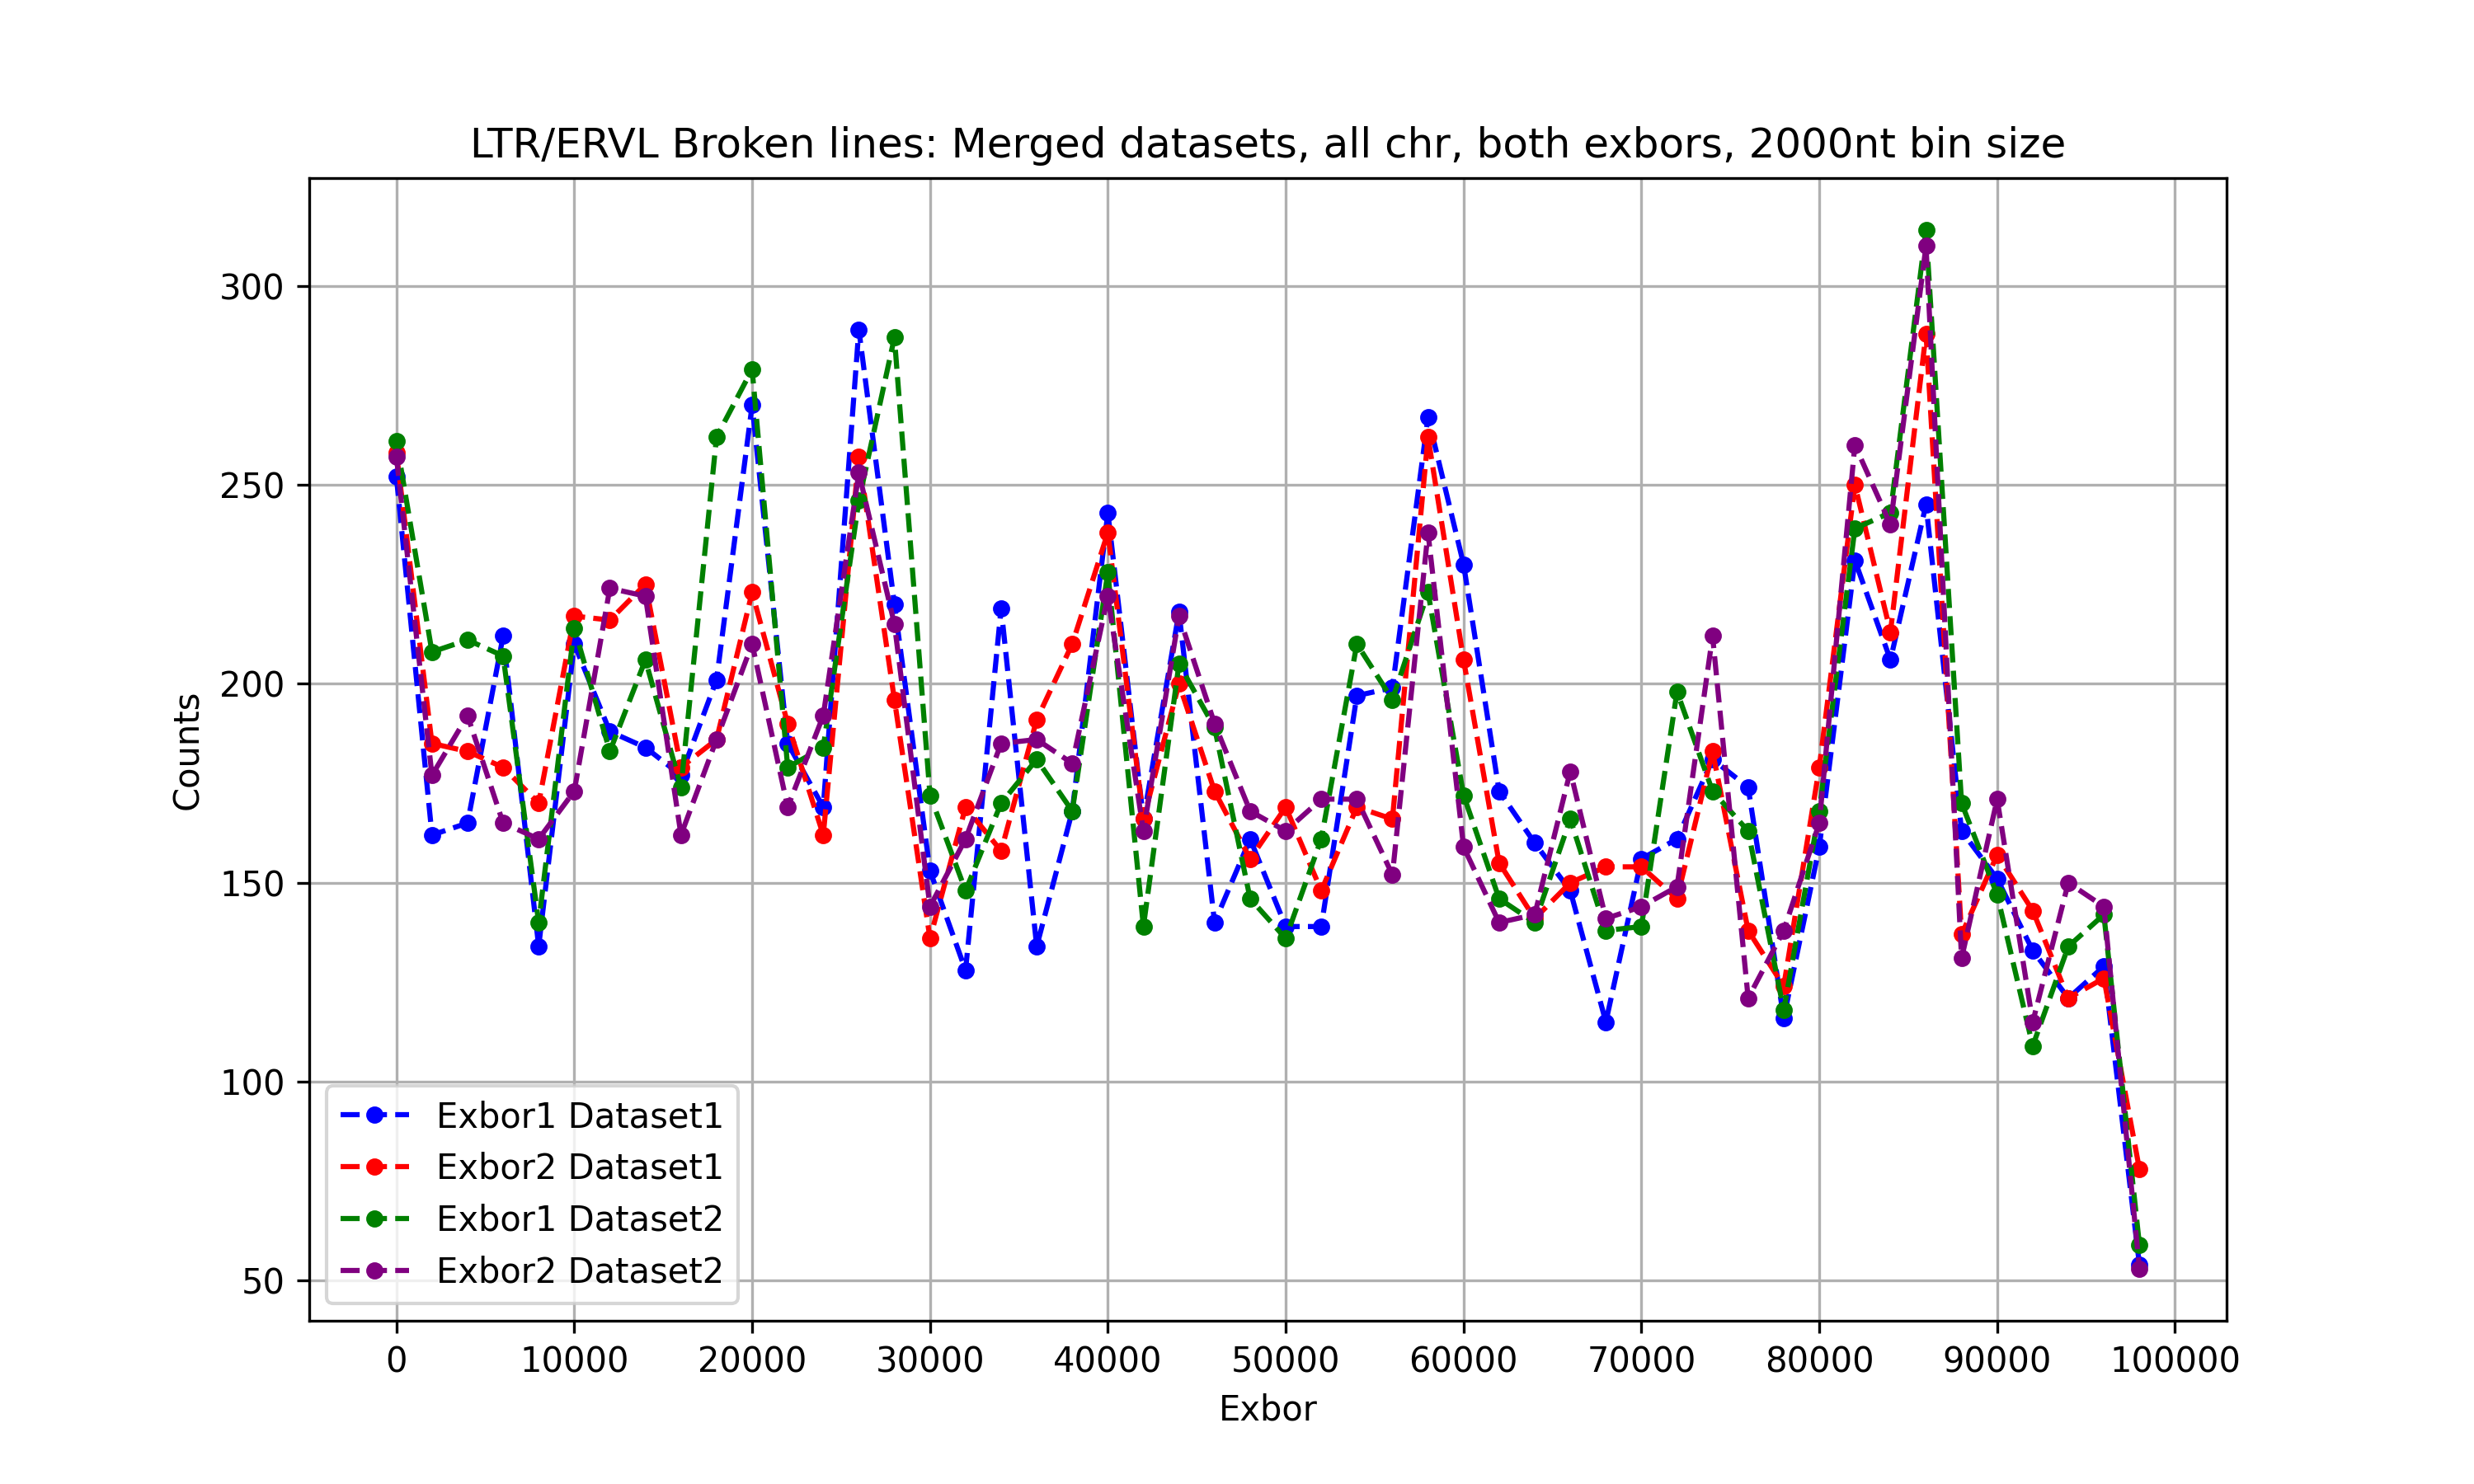 LTR/ERVL Broken lines: Merged datasets, all chr, both exbors, 2000nt bin size
300
250
200
150
100
50
Counts
Exbor1 Dataset1
Exbor2 Dataset1
Exbor1 Dataset2
Exbor2 Dataset2
0 10000 20000 30000 40000 50000 60000 70000 80000 90000 100000
Exbor